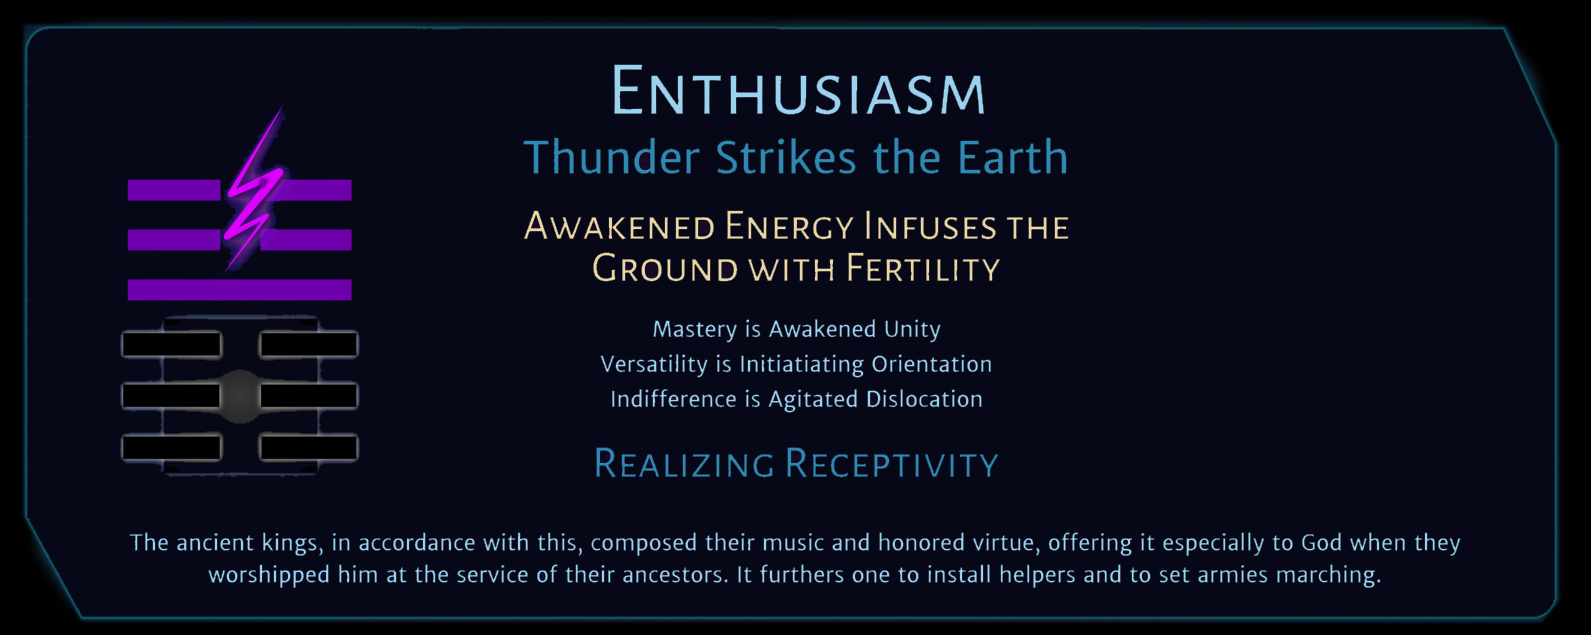 Enthusiasm
Thunder Strikes the Earth
Awakened Energy Infuses the
Ground with Fertility
Mastery is Awakened Unity
Versatility is Initiatiating Orientation
Indifference is Agitated Dislocation
Realizing Receptivity
The ancient kings, in accordance with this, composed their music and honored virtue, offering it especially to God when they
worshipped him at the service of their ancestors. It furthers one to install helpers and to set armies marching.